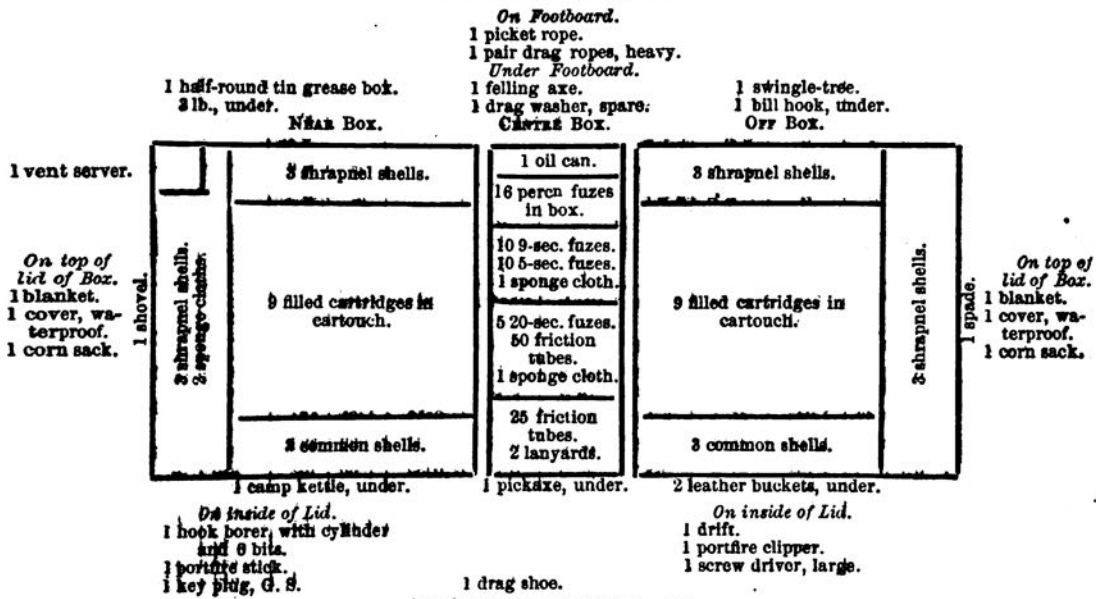 On Footboard.
1 picket rope.
1 pair drag ropes, heavy.
Under Footboard.
1 felling axe.
1 drag washer, spare.
1 half-round tin grease box.
3 lb., under.
1 swingle-tree.
1 bill hook, under.
NEAR BOX.
CENTRE BOX.
OFF BOX.
1 vent server.
On top of
lid of Box.
1 blanket.
1 cover, wa-
terproof.
1 corn sack.
1 shovel.
3 shrapnel shells.
2 sponge cloths.
3 shrapnel shells.
9 filled cartridges in
cartouch.
common shells.
1 oil can.
16 percn fuzes
in box.
10 9-sec. fuzes.
10 5-sec. fuzes.
1 sponge cloth.
5 20-sec. fuzes.
50 friction
tubes.
1 sponge cloth.
25 friction
tubes.
2 lanyards.
3 shrapnel shells.
9 filled cartridges in
cartouch.
3 common shells.
3 shrapnel shells.
1 spade.
On top of
lid of Box.
1 blanket.
1 cover, wa-
terproof.
1 corn sack.
1 camp kettle, under.
1 pickaxe, under.
2 leather buckets, under.
On inside of Lid.
1 hook borer, with cylinder
and 6 bits.
1 portfire stick.
1 key plug, G. S.
1 drag shoe.
On inside of Lid.
1 drift.
1 portfire clipper.
1 screw driver, large.